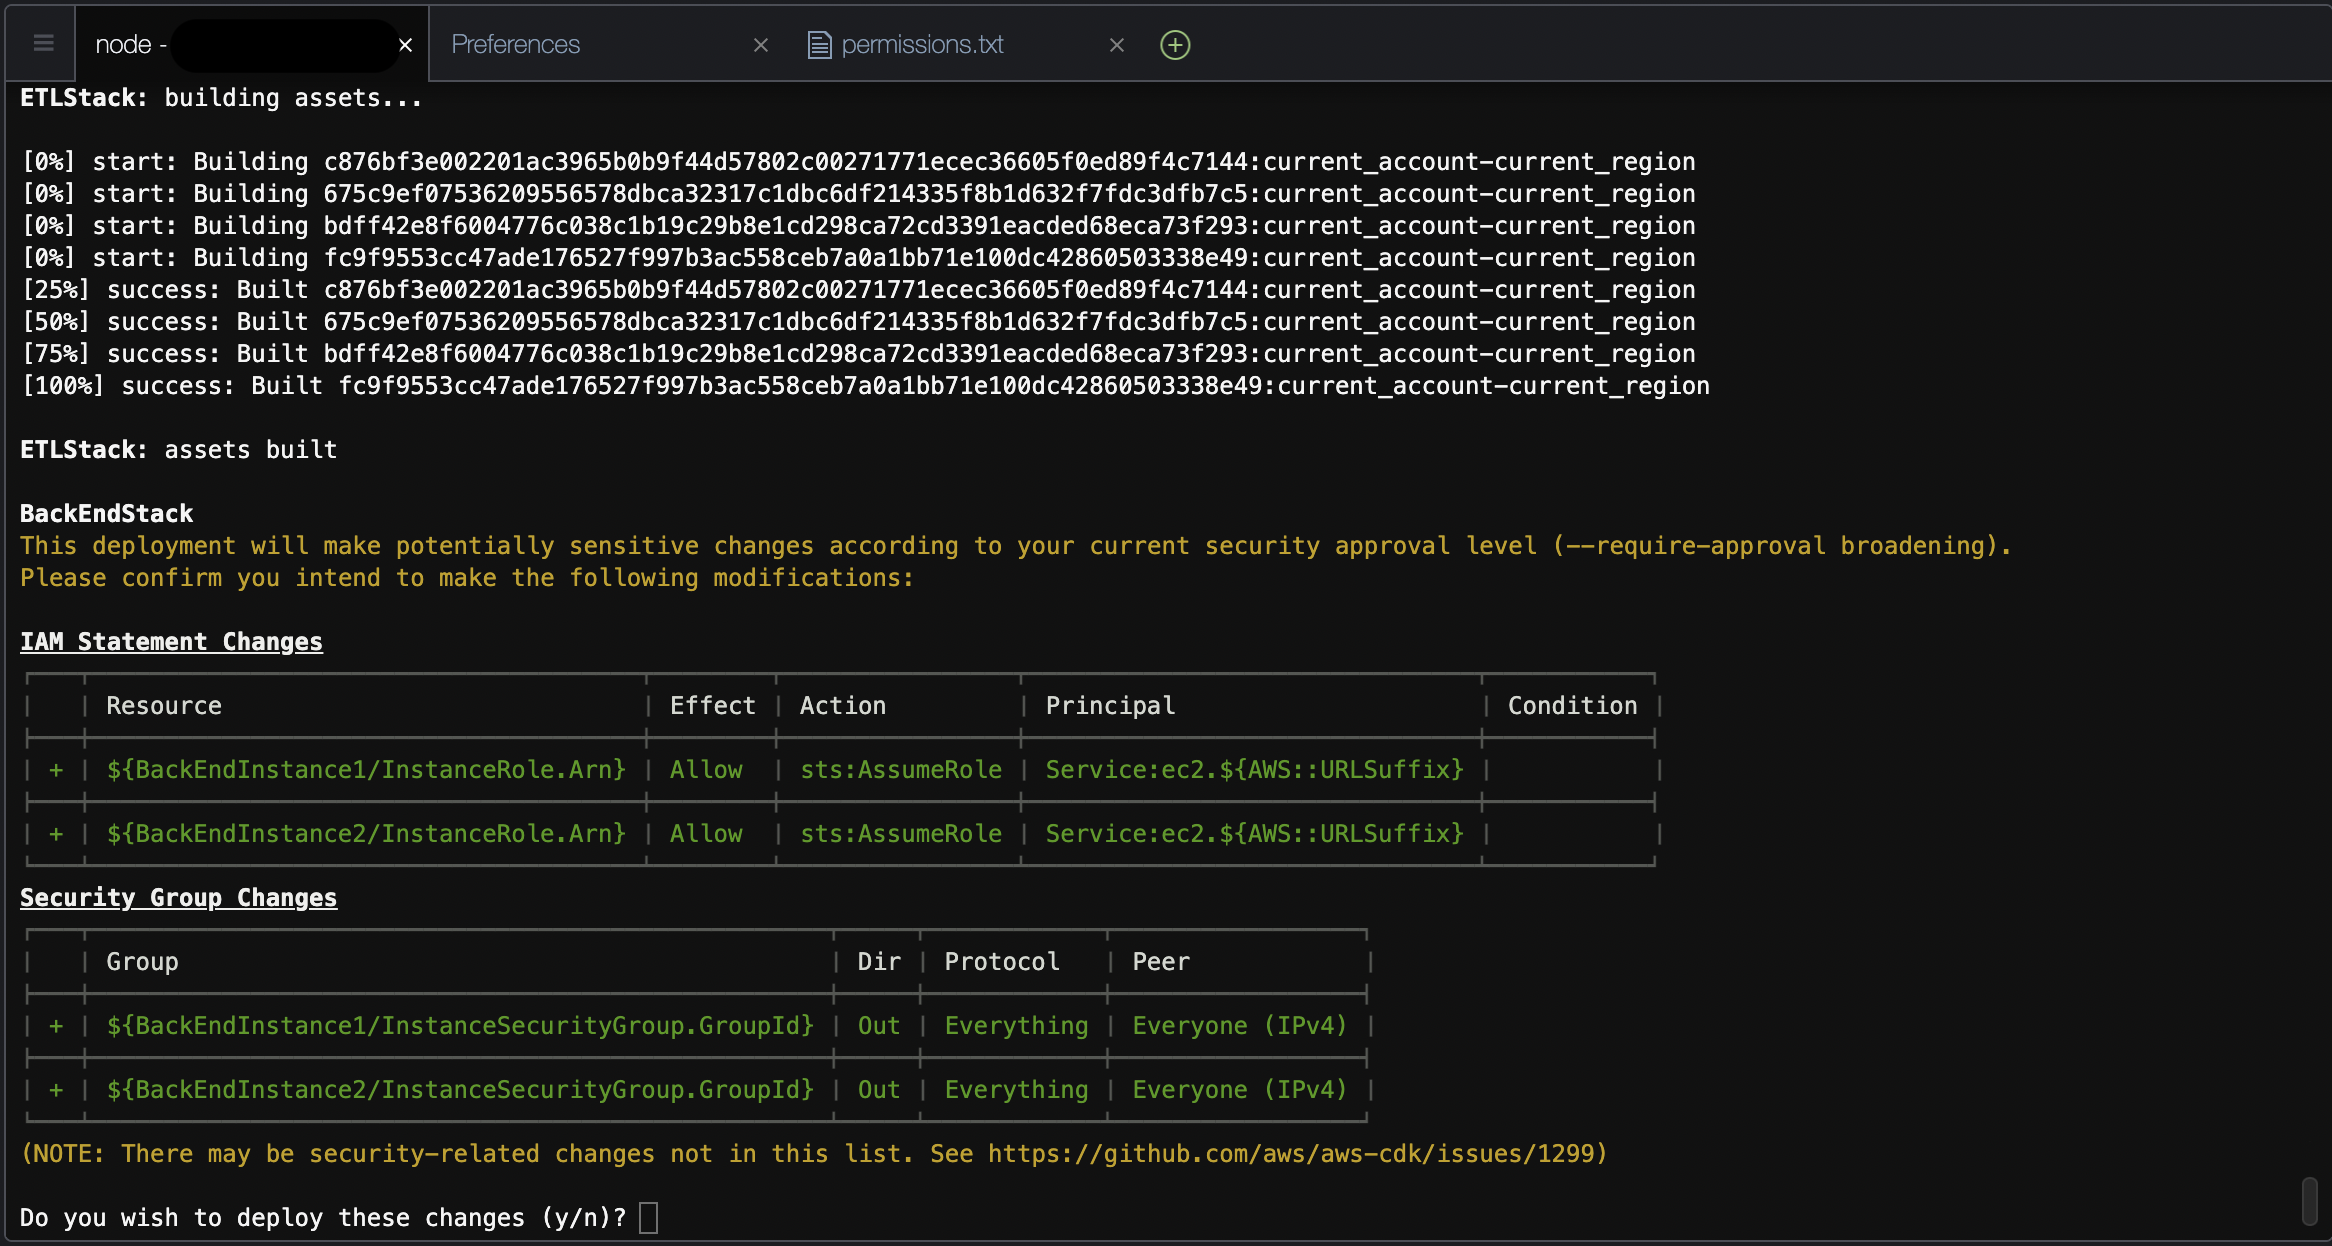 node -
Preferences
permissions.txt
ETLStack: building assets...
[0%] start: Building c876bf3e002201ac3965b0b9f44d57802c00271771ecec36605f0ed89f4c7144:current_account-current_region
[0%] start: Building 675c9ef07536209556578dbca32317c1dbc6df214335f8b1d632f7fdc3dfb7c5:current_account-current_region
[0%] start: Building bdff42e8f6004776c038c1b19c29b8e1cd298ca72cd3391eacded68eca73f293:current_account-current_region
[0%] start: Building fc9f9553cc47ade176527f997b3ac558ceb7a0a1bb71e100dc42860503338e49:current_account-current_region
[25%] success: Built c876bf3e002201ac3965b0b9f44d57802c00271771ecec36605f0ed89f4c7144:current_account-current_region
[50%] success: Built 675c9ef07536209556578dbca32317c1dbc6df214335f8b1d632f7fdc3dfb7c5:current_account-current_region
[75%] success: Built bdff42e8f6004776c038c1b19c29b8e1cd298ca72cd3391eacded68eca73f293:current_account-current_region
[100%] success: Built fc9f9553cc47ade176527f997b3ac558ceb7a0a1bb71e100dc42860503338e49:current_account-current_region
ETLStack: assets built
BackEndStack
This deployment will make potentially sensitive changes according to your current security approval level (--require-approval broadening).
Please confirm you intend to make the following modifications:
IAM Statement Changes
Resource Effect Action Principal Condition
+ ${BackEndInstance1/InstanceRole.Arn} Allow sts:AssumeRole Service:ec2.${AWS::URLSuffix}
+ ${BackEndInstance2/InstanceRole.Arn} Allow sts:AssumeRole Service:ec2.${AWS::URLSuffix}
Security Group Changes
Group Dir Protocol Peer
+ ${BackEndInstance1/InstanceSecurityGroup.GroupId} Out Everything Everyone (IPv4)
+ ${BackEndInstance2/InstanceSecurityGroup.GroupId} Out Everything Everyone (IPv4)
(NOTE: There may be security-related changes not in this list. See https://github.com/aws/aws-cdk/issues/1299)
Do you wish to deploy these changes (y/n)?